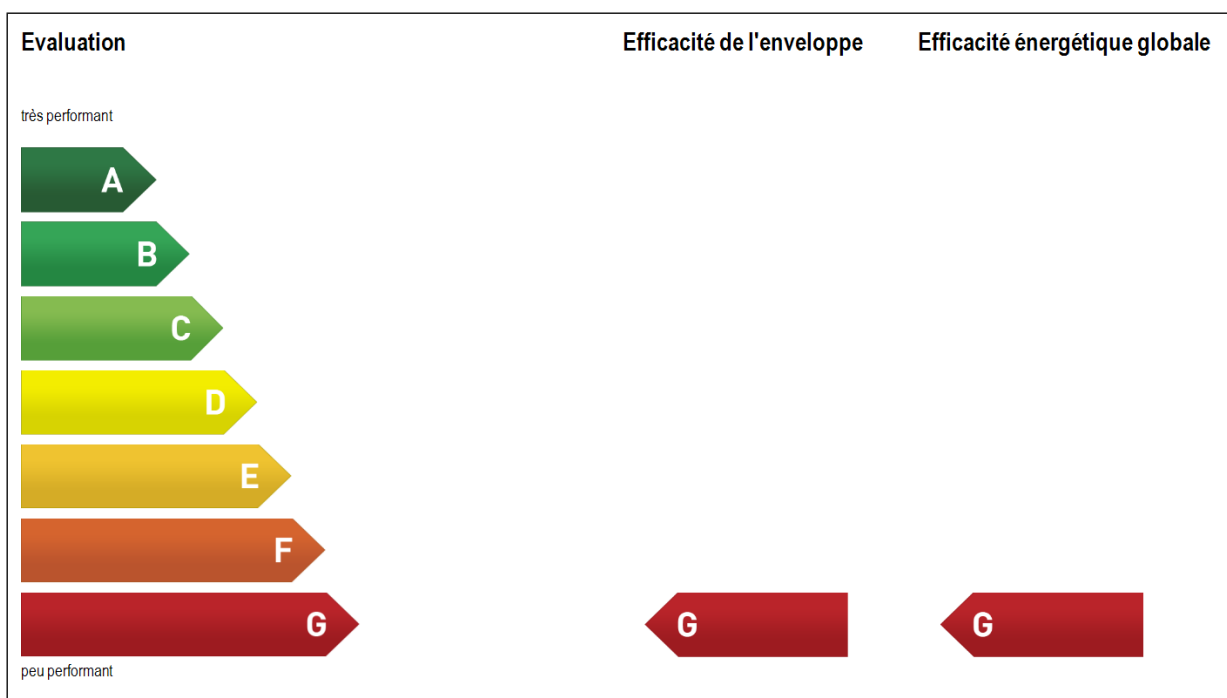 Evaluation
Efficacité de l'enveloppe
Efficacité énergétique globale
très performant
A
B
C
D
E
F
G
G
G
peu performant